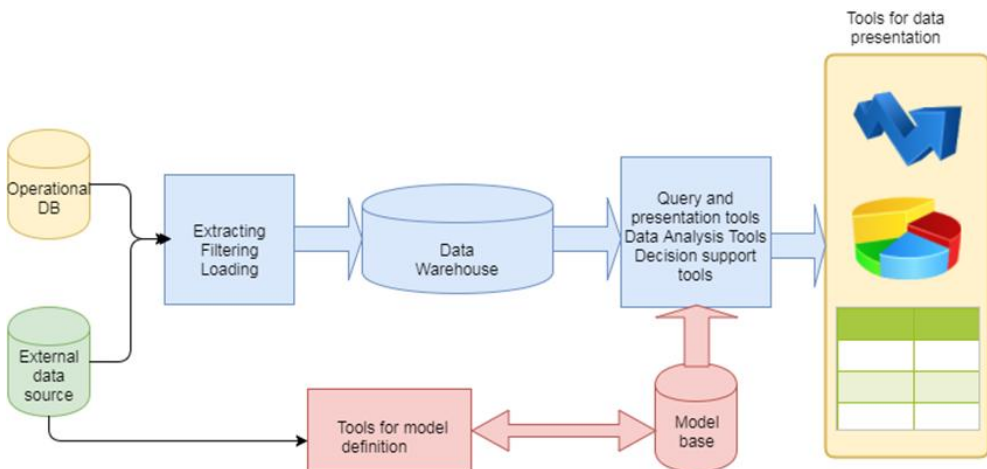 Tools for data
presentation
Operational
DB
Extracting
Filtering
Loading
Data
Warehouse
Query and
presentation tools
Data Analysis Tools
Decision support
tools
External
data
source
Tools for model
definition
Model
base